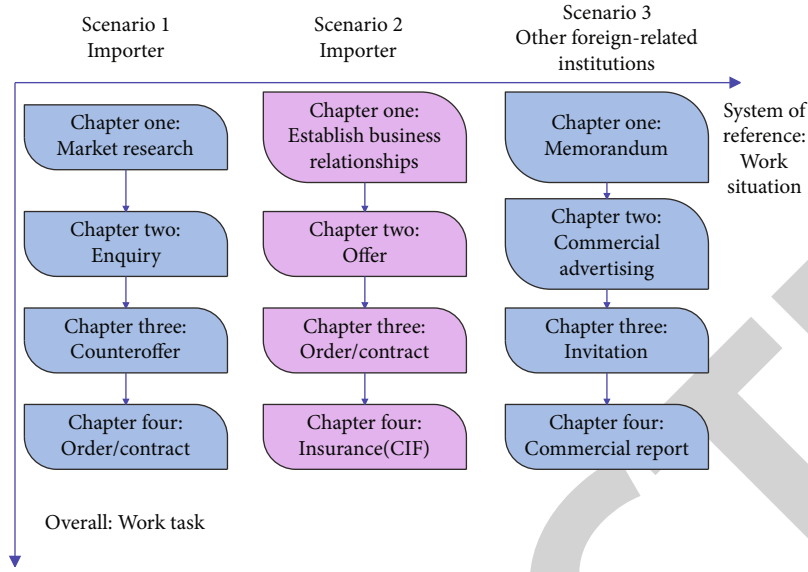 Scenario 1
Importer
Scenario 2
Importer
Scenario 3
Other foreign-related
institutions
System of
reference:
Work
situation
Chapter one:
Market research
Chapter two:
Enquiry
Chapter three:
Counteroffer
Chapter four:
Order/contract
Chapter one:
Establish business
relationships
Chapter two:
Offer
Chapter three:
Order/contract
Chapter four:
Insurance(CIF)
Chapter one:
Memorandum
Chapter two:
Commercial
advertising
Chapter three:
Invitation
Chapter four:
Commercial report
Overall: Work task